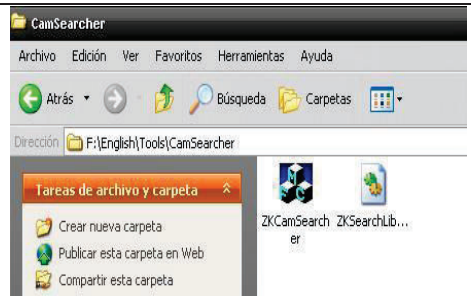 CamSearcher
Archivo Edición Ver Favoritos Herramientas Ayuda
Atrás Búsqueda Carpetas
Dirección F:\English\Tools\CamSearcher
Tareas de archivo y carpeta
Crear nueva carpeta
Publicar esta carpeta en Web
Compartir esta carpeta
ZKCamSearch
er
ZKSearchLib...